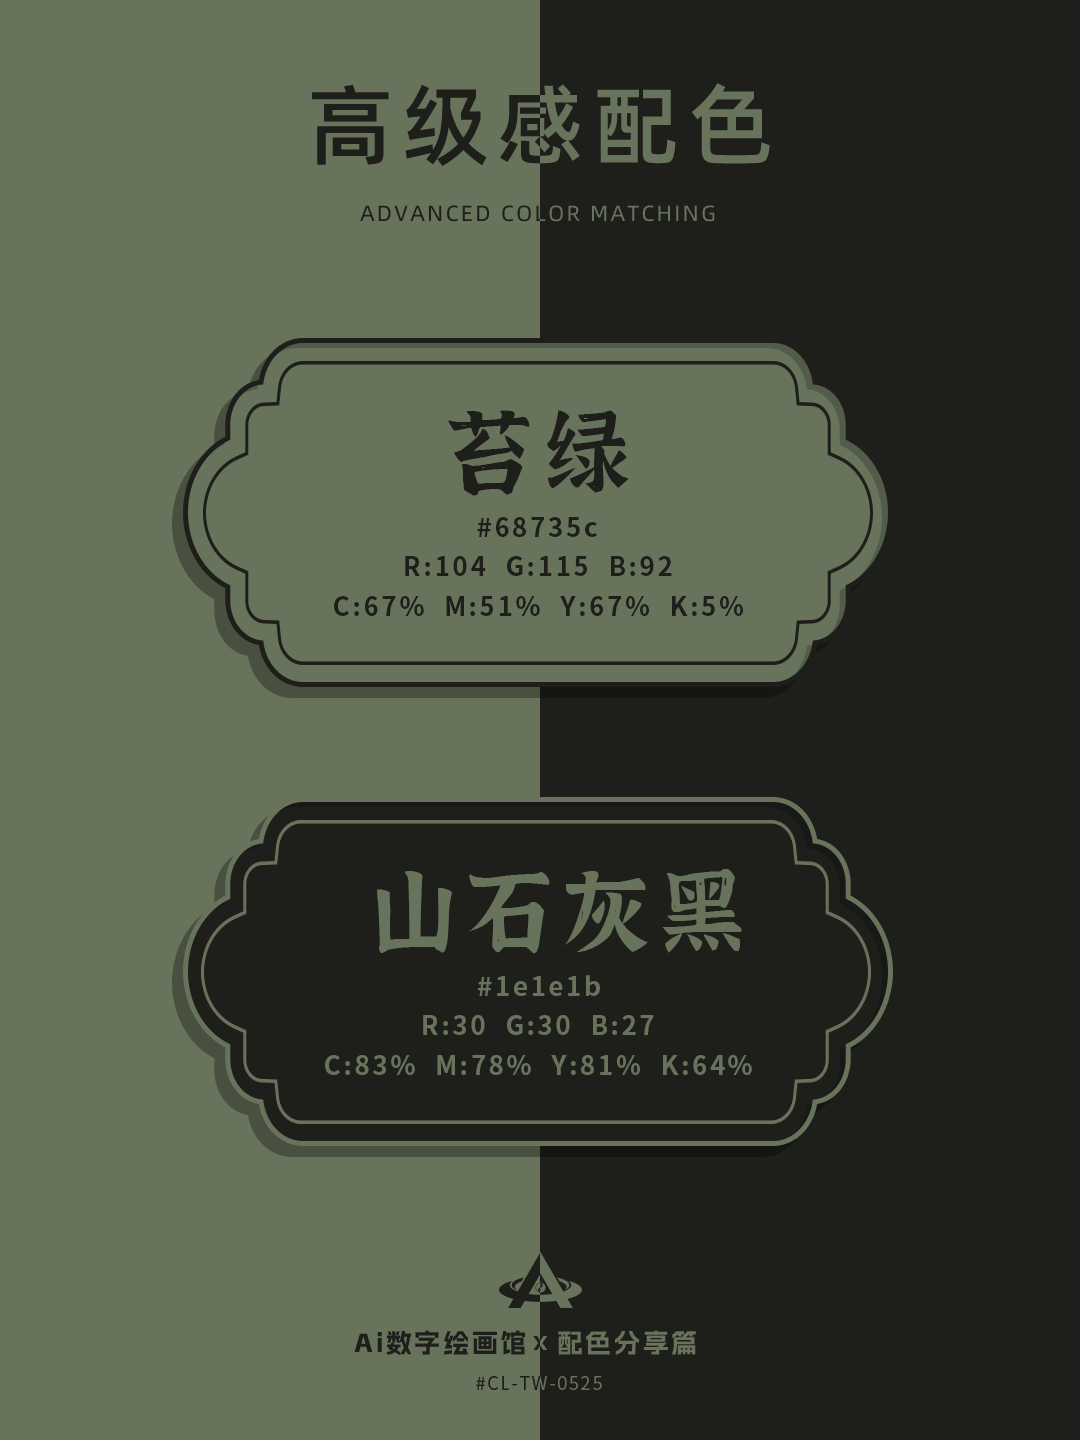 高级感配色
ADVANCED COLOR MATCHING
苔绿
#68735c
R:104 G:115 B:92
C:67% M:51% Y:67% K:5%
山石灰黑
#1e1e1b
R:30 G:30 B:27
C:83% M:78% Y:81% K:64%
Ai数字绘画馆 x 配色分享篇
#CL-TW-0525